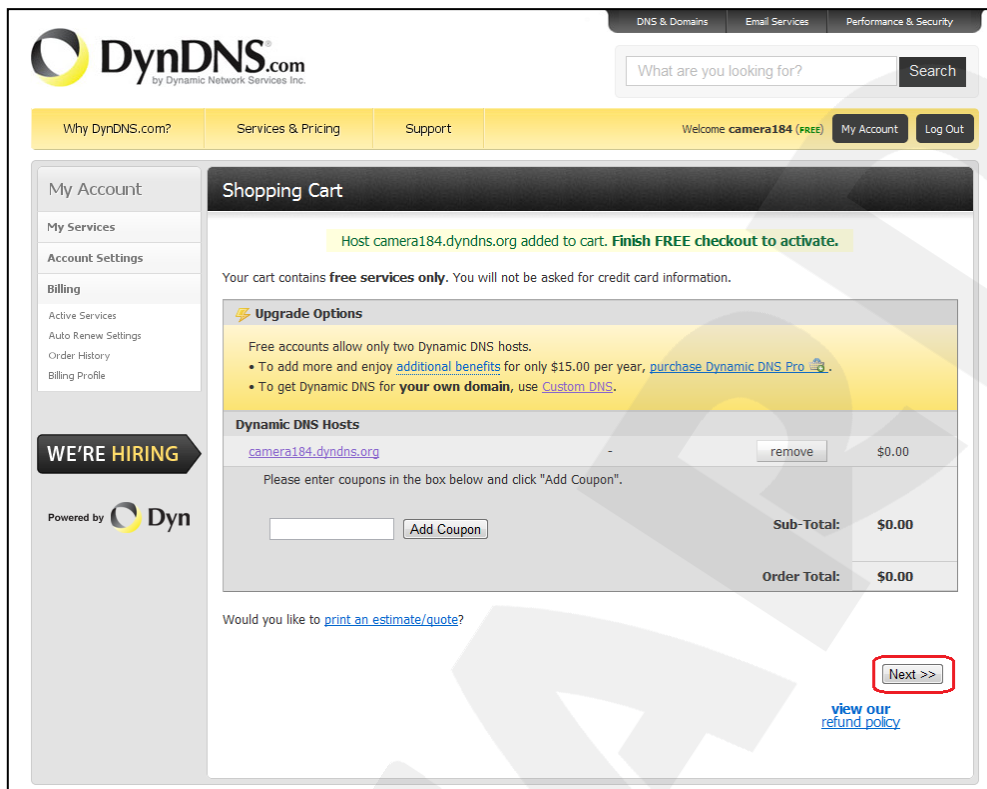 DNS & Domains Email Services Performance & Security
DynDNS.com
by Dynamic Network Services Inc.
What are you looking for? Search
Why DynDNS.com? Services & Pricing Support Welcome camera184 (FREE) My Account Log Out
My Account
My Services
Account Settings
Billing
Active Services
Auto Renew Settings
Order History
Billing Profile
WE'RE HIRING
Powered by Dyn
Shopping Cart
Host camera184.dyndns.org added to cart. Finish FREE checkout to activate.
Your cart contains free services only. You will not be asked for credit card information.
Upgrade Options
Free accounts allow only two Dynamic DNS hosts.
• To add more and enjoy additional benefits for only $15.00 per year, purchase Dynamic DNS Pro .
• To get Dynamic DNS for your own domain, use Custom DNS.
Dynamic DNS Hosts
camera184.dyndns.org - remove $0.00
Please enter coupons in the box below and click "Add Coupon".
Add Coupon Sub-Total: $0.00
Order Total: $0.00
Would you like to print an estimate/quote?
Next >>
view our
refund policy